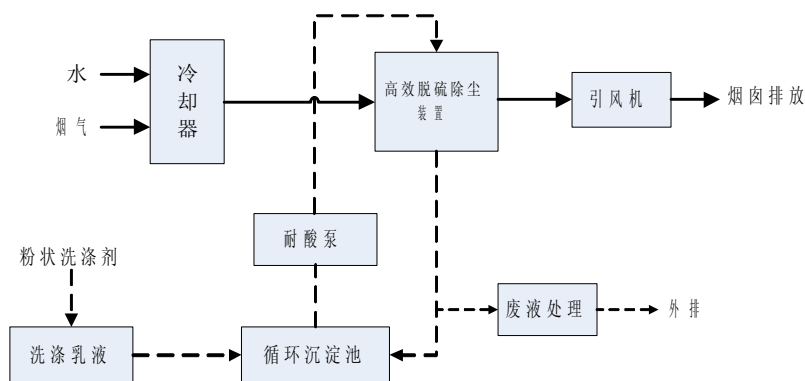 水
烟气
冷
却
器
高效脱硫除尘
装置
引风机
烟囱排放
耐酸泵
粉状洗涤剂
洗涤乳液
循环沉淀池
废液处理
外排